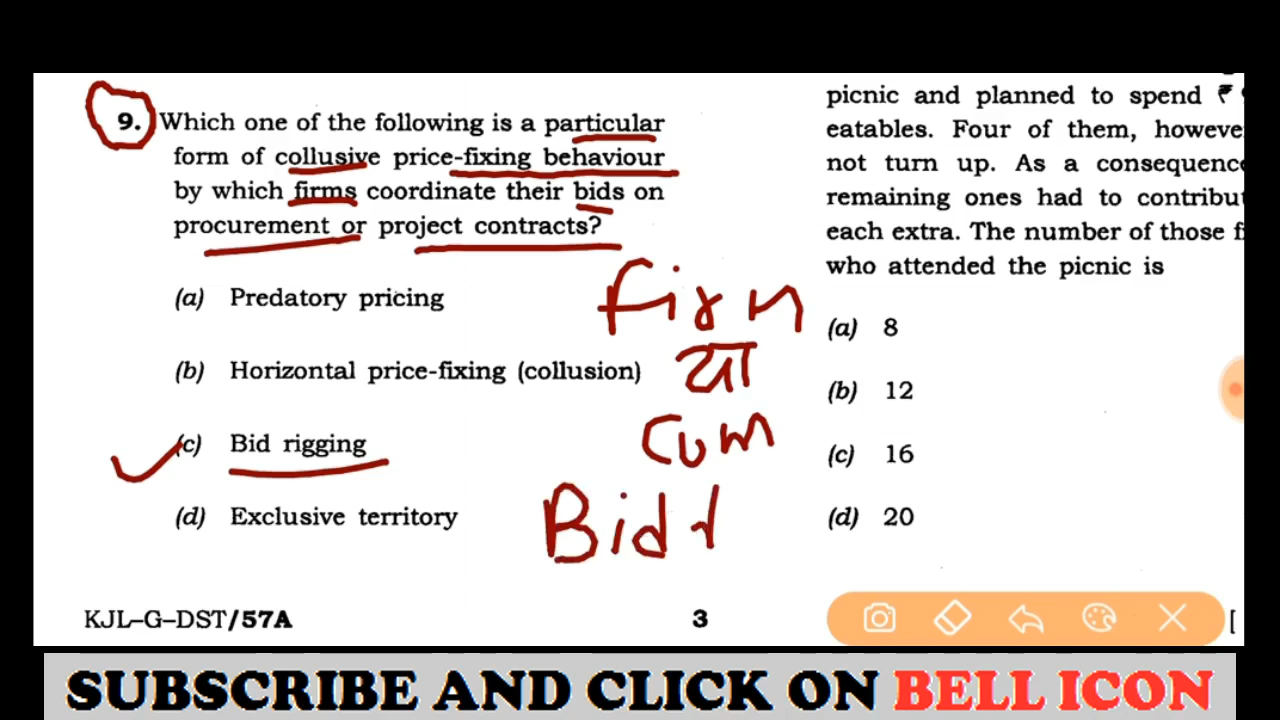 9. Which one of the following is a particular
form of collusive price-fixing behaviour
by which firms coordinate their bids on
procurement or project contracts?
(a) Predatory pricing
(b) Horizontal price-fixing (collusion)
(c) Bid rigging
(d) Exclusive territory
Firm
या
Bid
picnic and planned to spend ₹
eatables. Four of them,
not turn up. As a consequence
remaining ones had to
each extra. The number of those
who attended the picnic is
(a) 8
(b) 12
(c) 16
(d) 20
KJL–G–DST/57A
3
[
SUBSCRIBE AND CLICK ON BELL ICON